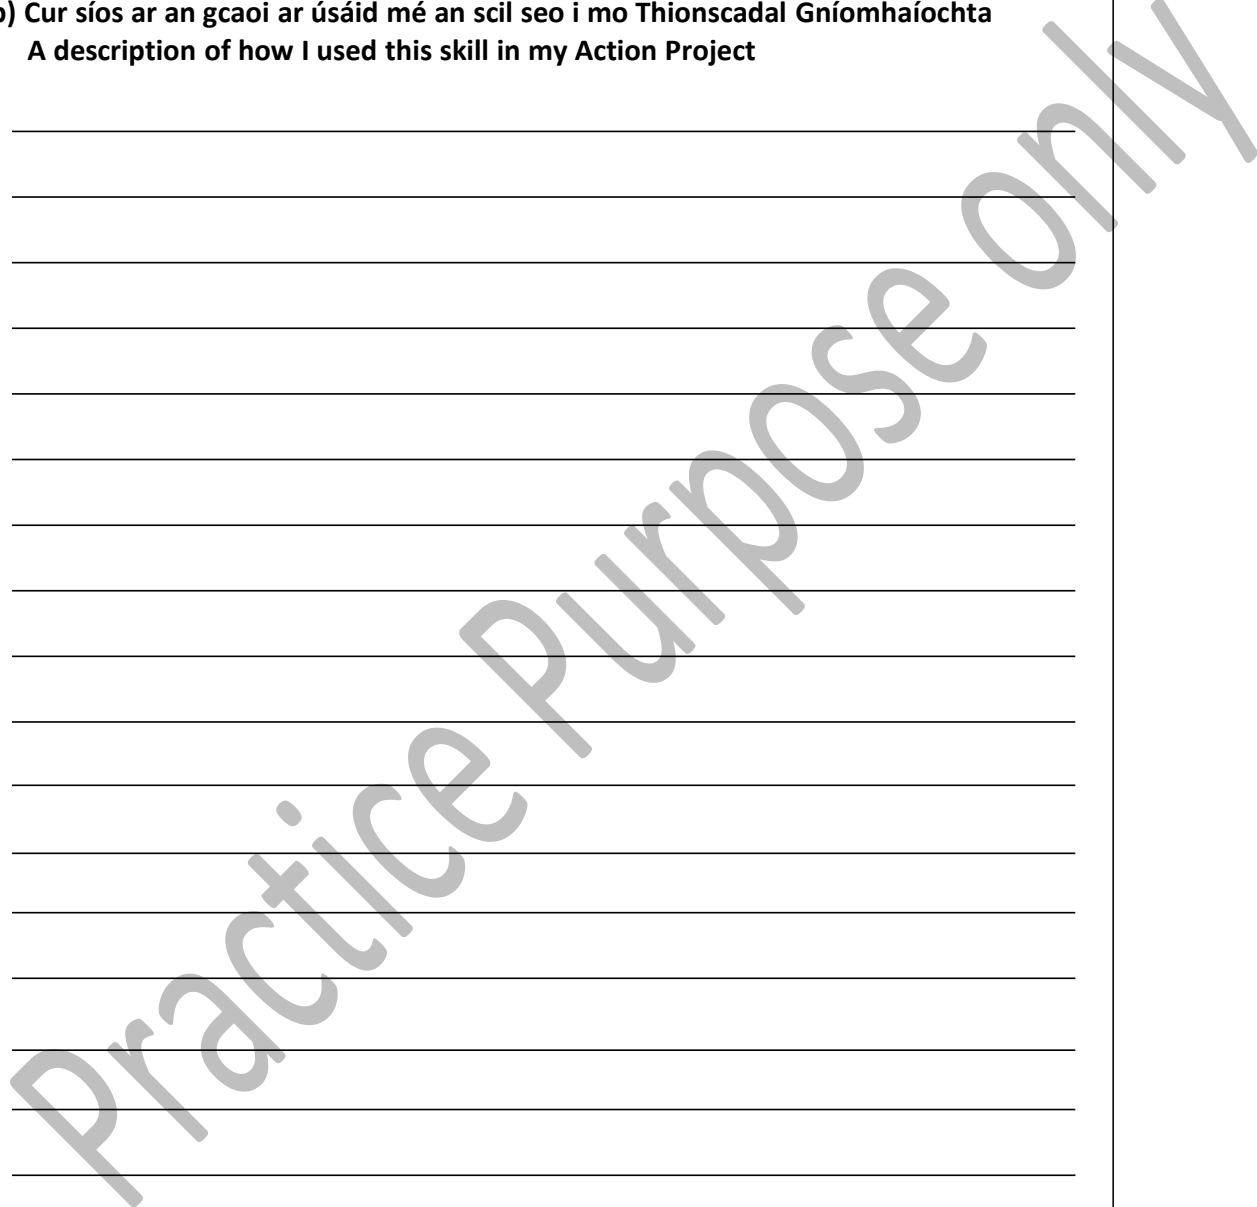 ) Cur síos ar an gcaoi ar úsáid mé an scil seo i mo Thionscadal Gníomhaíochta
A description of how I used this skill in my Action Project
Practice Purpose only